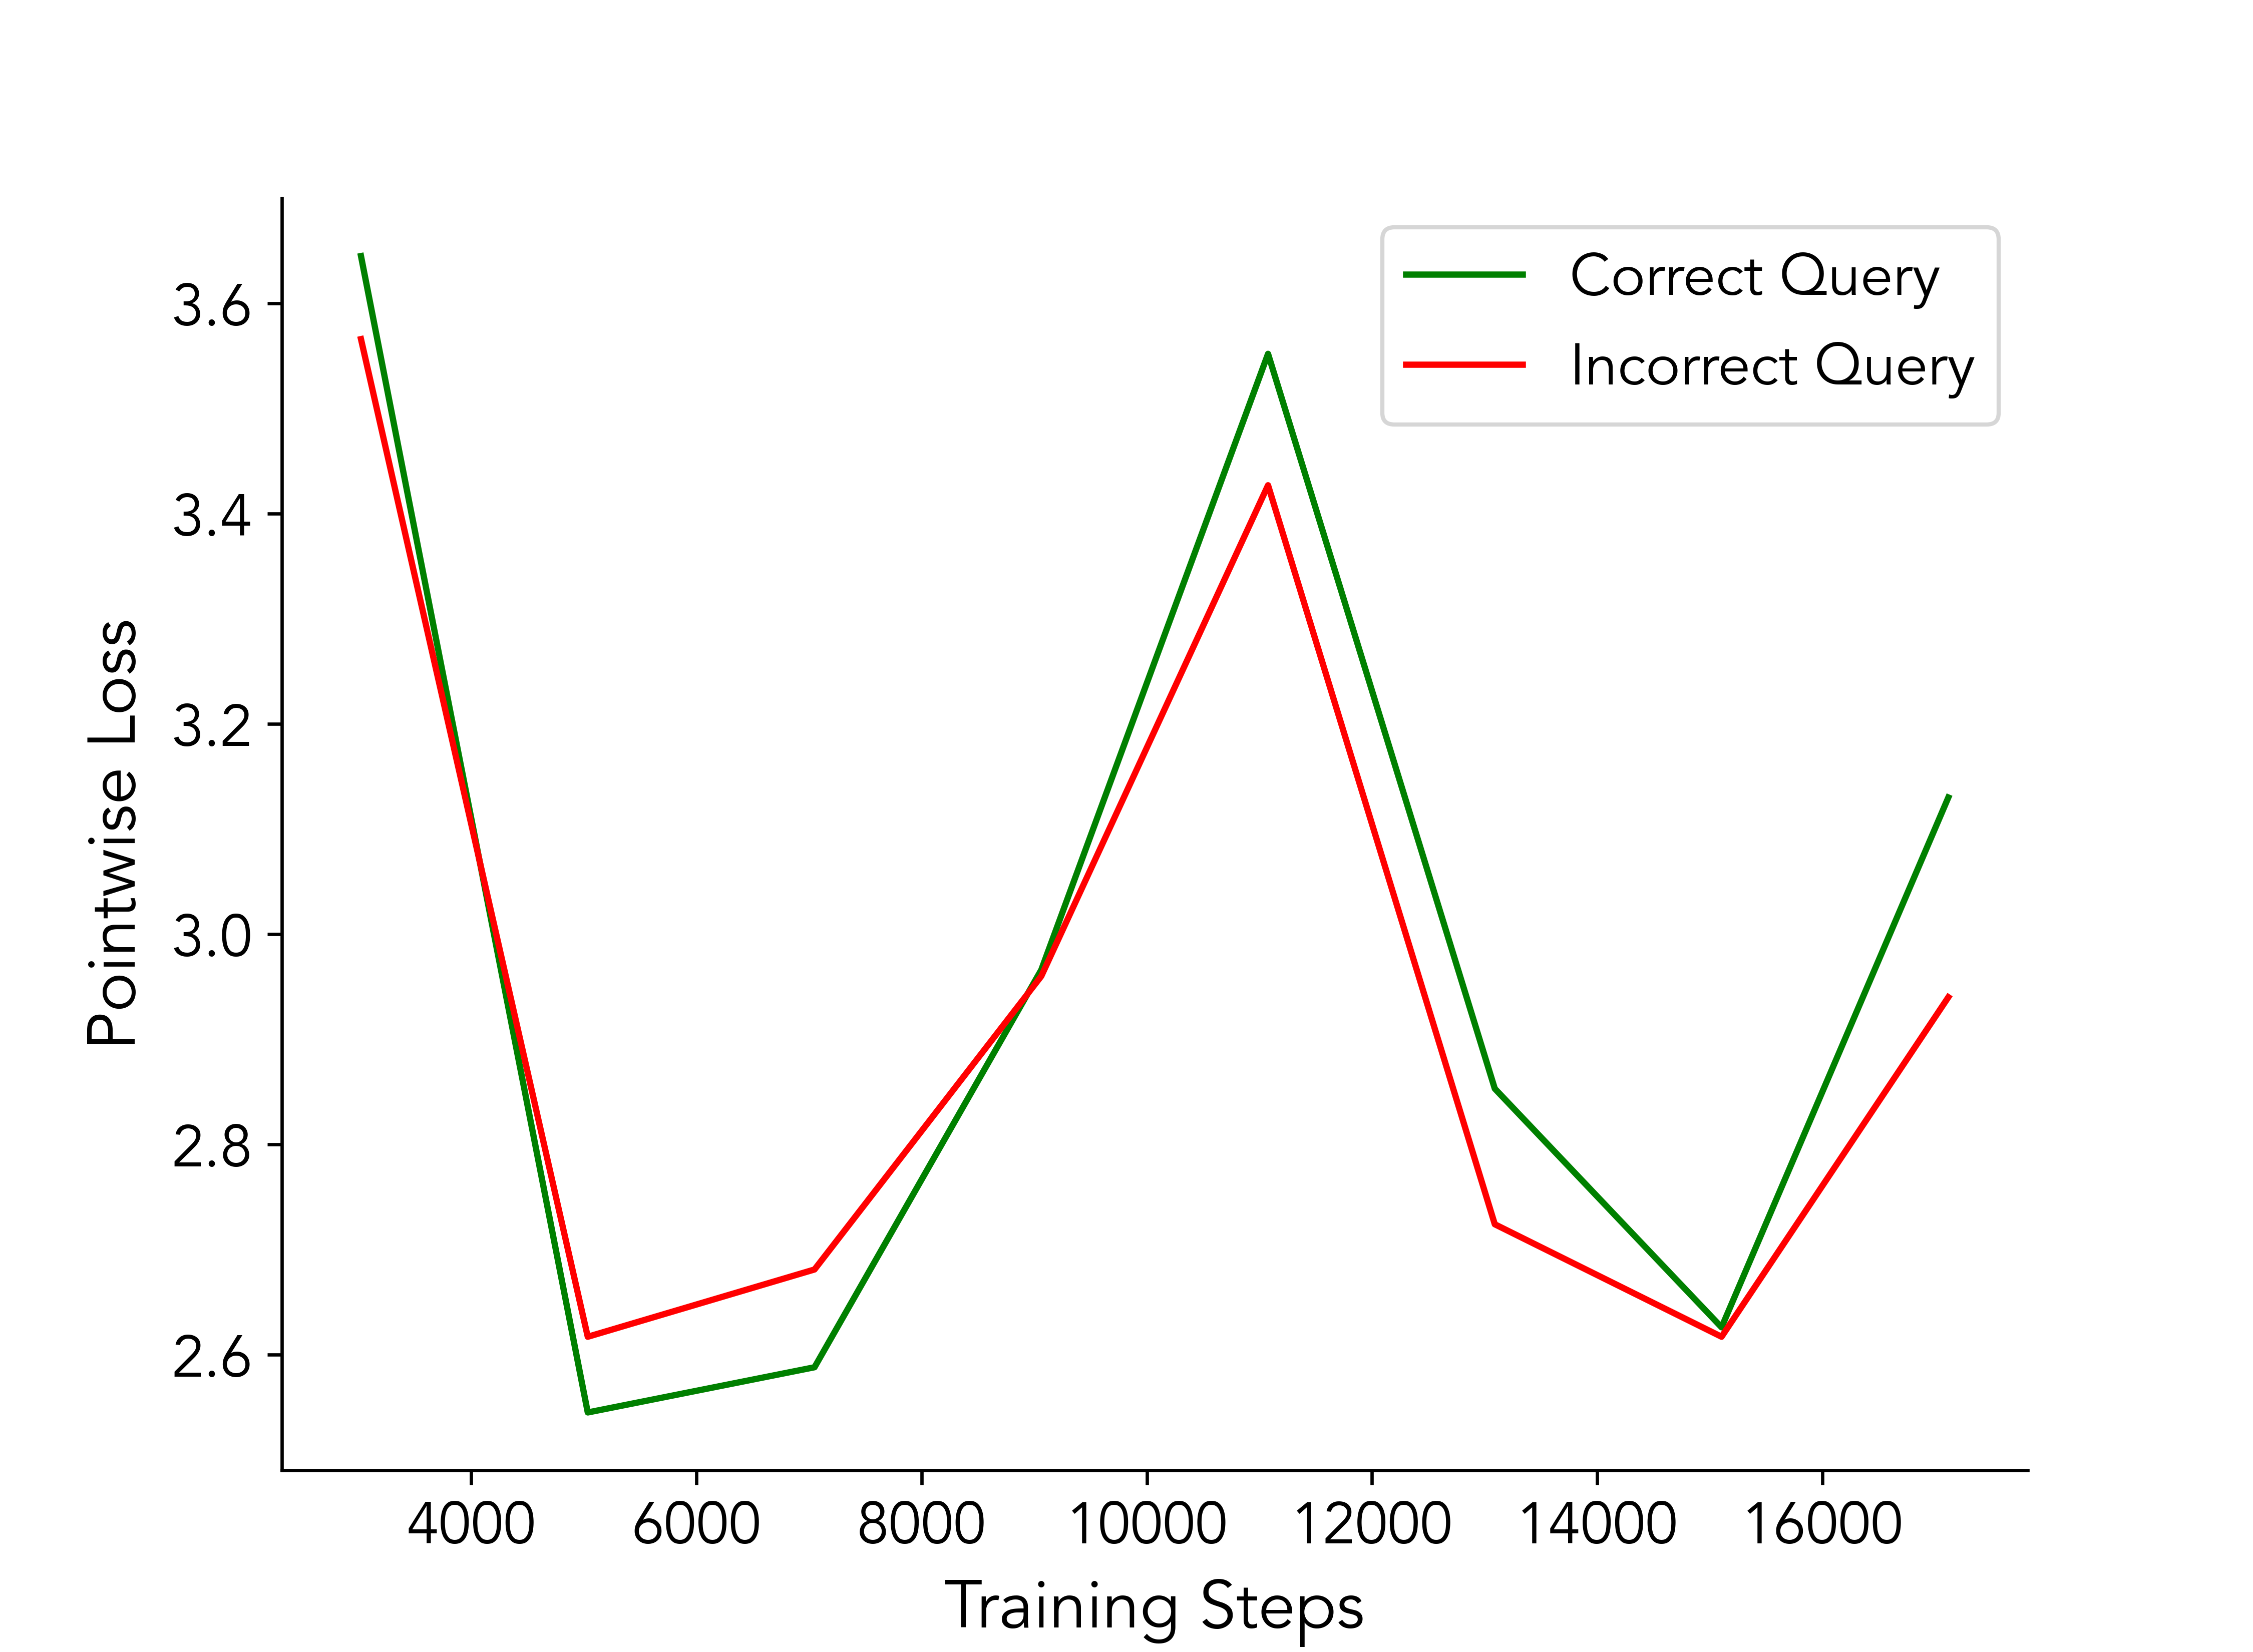 Correct Query
Incorrect Query
Pointwise Loss
3.6
3.4
3.2
3.0
2.8
2.6
4000 6000 8000 10000 12000 14000 16000
Training Steps